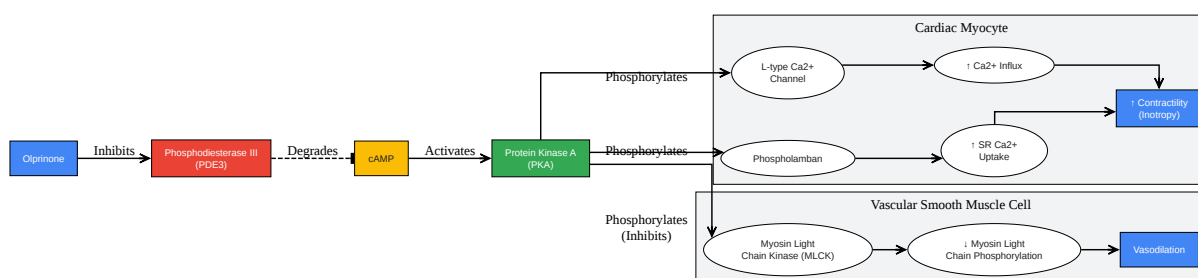 Cardiac Myocyte
Phosphorylates
L-type Ca2+
Channel
↑ Ca2+ Influx
↑ Contractility
(Inotropy)
Olprinone
Inhibits
Phosphodiesterase III
(PDE3)
Degrades
cAMP
Activates
Protein Kinase A
(PKA)
Phosphorylates
Phospholamban
↑ SR Ca2+
Uptake
Vascular Smooth Muscle Cell
Phosphorylates
(Inhibits)
Myosin Light
Chain Kinase (MLCK)
↓ Myosin Light
Chain Phosphorylation
Vasodilation